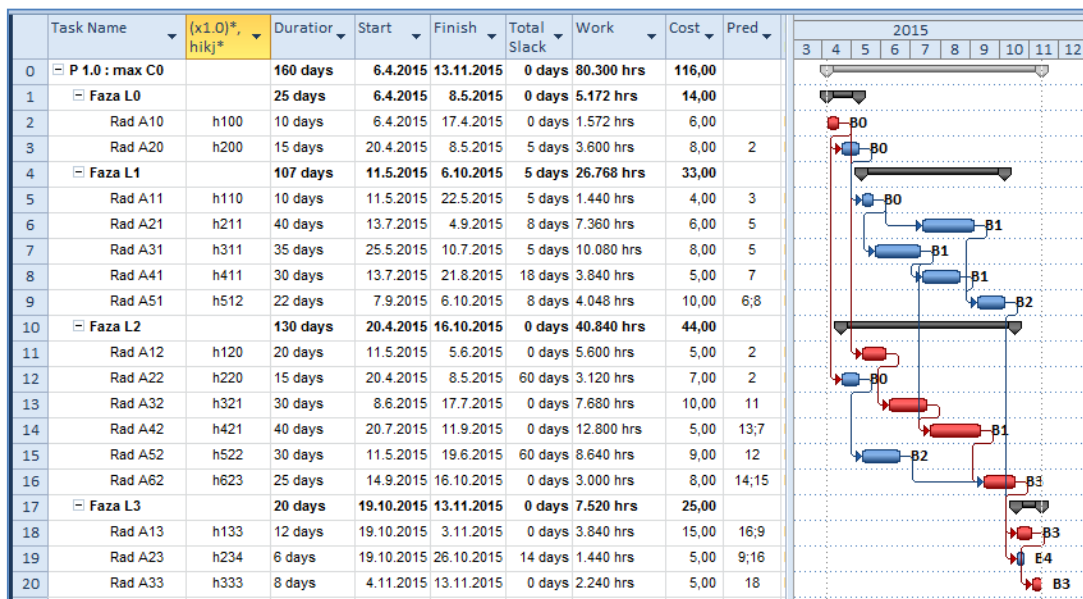 Task Name (x1.0)*, hikj* Duration Start Finish Total Slack Work Cost Pred 2015
3 4 5 6 7 8 9 10 11 12
0 P 1.0 : max C0 160 days 6.4.2015 13.11.2015 0 days 80.300 hrs 116,00
1 Faza L0 25 days 6.4.2015 8.5.2015 0 days 5.172 hrs 14,00
2 Rad A10 h100 10 days 6.4.2015 17.4.2015 0 days 1.572 hrs 6,00 B0
3 Rad A20 h200 15 days 20.4.2015 8.5.2015 5 days 3.600 hrs 8,00 2 B0
4 Faza L1 107 days 11.5.2015 6.10.2015 5 days 26.768 hrs 33,00
5 Rad A11 h110 10 days 11.5.2015 22.5.2015 5 days 1.440 hrs 4,00 3 B0
6 Rad A21 h211 40 days 13.7.2015 4.9.2015 8 days 7.360 hrs 6,00 5 B1
7 Rad A31 h311 35 days 25.5.2015 10.7.2015 5 days 10.080 hrs 8,00 5 B1
8 Rad A41 h411 30 days 13.7.2015 21.8.2015 18 days 3.840 hrs 5,00 7 B1
9 Rad A51 h512 22 days 7.9.2015 6.10.2015 8 days 4.048 hrs 10,00 6;8 B2
10 Faza L2 130 days 20.4.2015 16.10.2015 0 days 40.840 hrs 44,00
11 Rad A12 h120 20 days 11.5.2015 5.6.2015 0 days 5.600 hrs 5,00 2
12 Rad A22 h220 15 days 20.4.2015 8.5.2015 60 days 3.120 hrs 7,00 2 B0
13 Rad A32 h321 30 days 8.6.2015 17.7.2015 0 days 7.680 hrs 10,00 11
14 Rad A42 h421 40 days 20.7.2015 11.9.2015 0 days 12.800 hrs 5,00 13;7 B1
15 Rad A52 h522 30 days 11.5.2015 19.6.2015 60 days 8.640 hrs 9,00 12 B2
16 Rad A62 h623 25 days 14.9.2015 16.10.2015 0 days 3.000 hrs 8,00 14;15 B3
17 Faza L3 20 days 19.10.2015 13.11.2015 0 days 7.520 hrs 25,00
18 Rad A13 h133 12 days 19.10.2015 3.11.2015 0 days 3.840 hrs 15,00 16;9 B3
19 Rad A23 h234 6 days 19.10.2015 26.10.2015 14 days 1.440 hrs 5,00 9;16 B4
20 Rad A33 h333 8 days 4.11.2015 13.11.2015 0 days 2.240 hrs 5,00 18 B3